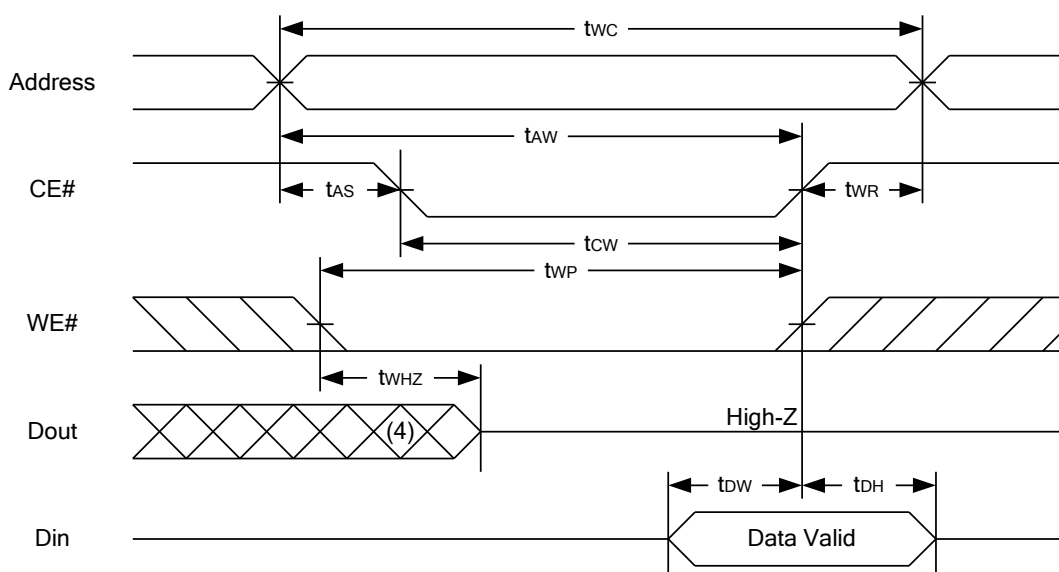 tWC
Address
tAW
CE#
tAS
tWR
tCW
tWP
WE#
tWHZ
Dout
(4)
High-Z
tDW
tDH
Din
Data Valid